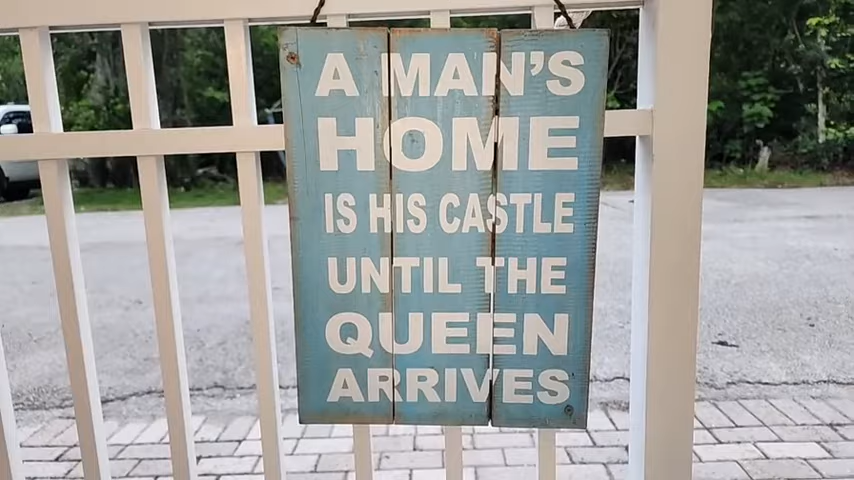 A MAN'S
HOME
IS HIS CASTLE
UNTIL THE
QUEEN
ARRIVES